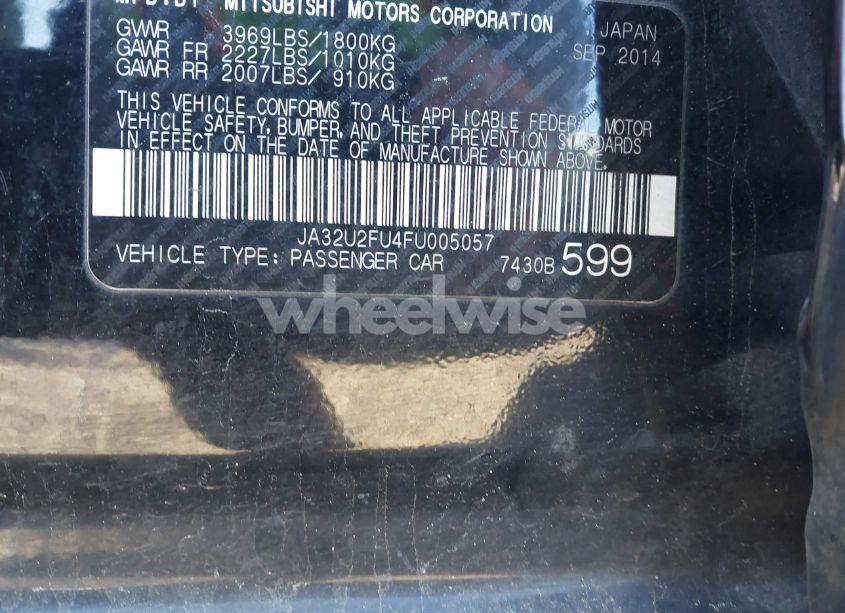 MFD.BY MITSUBISHI MOTORS CORPORATION
GVWR 3969LBS/1800KG JAPAN
GAWR FR 2227LBS/1010KG SEP 2014
GAWR RR 2007LBS/ 910KG
THIS VEHICLE CONFORMS TO ALL APPLICABLE FEDERAL MOTOR
VEHICLE SAFETY, BUMPER, AND THEFT PREVENTION STANDARDS
IN EFFECT ON THE DATE OF MANUFACTURE SHOWN ABOVE.
JA32U2FU4FU005057
VEHICLE TYPE: PASSENGER CAR 7430B 599
wheelwise